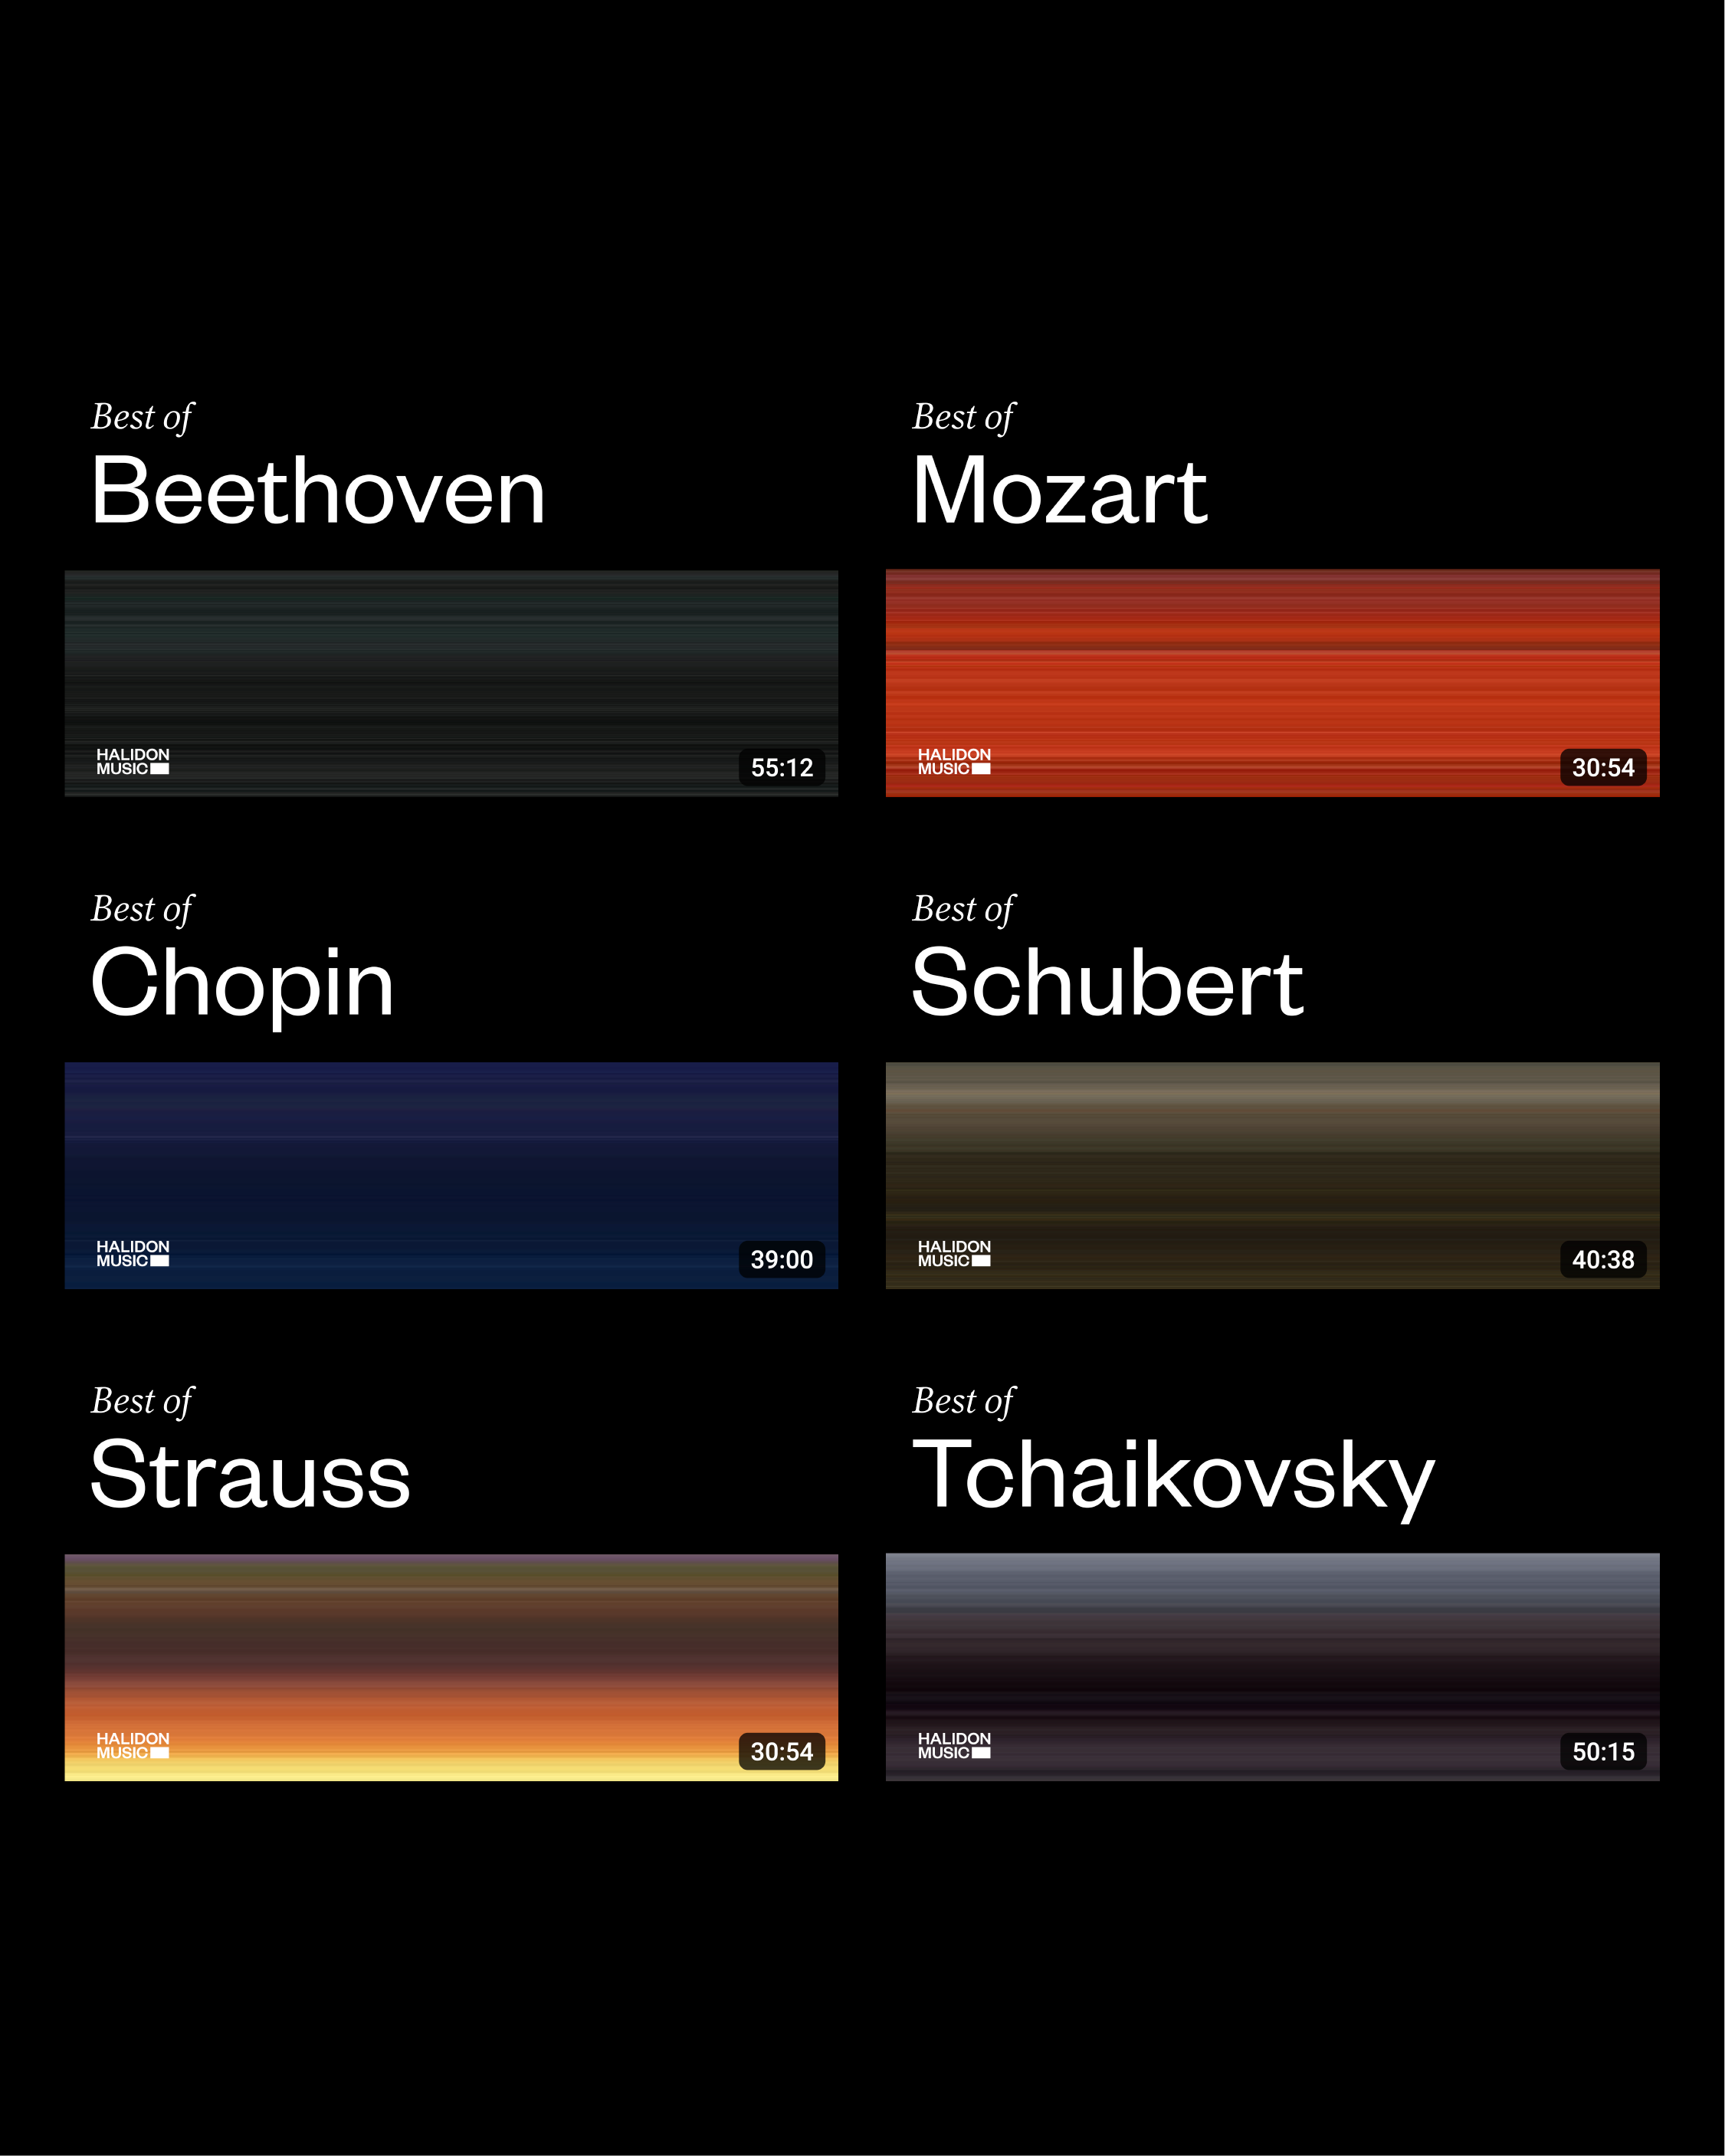 Best of
Beethoven
HALIDON
MUSIC
55:12
Best of
Mozart
HALIDON
MUSIC
30:54
Best of
Chopin
HALIDON
MUSIC
39:00
Best of
Schubert
HALIDON
MUSIC
40:38
Best of
Strauss
HALIDON
MUSIC
30:54
Best of
Tchaikovsky
HALIDON
MUSIC
50:15